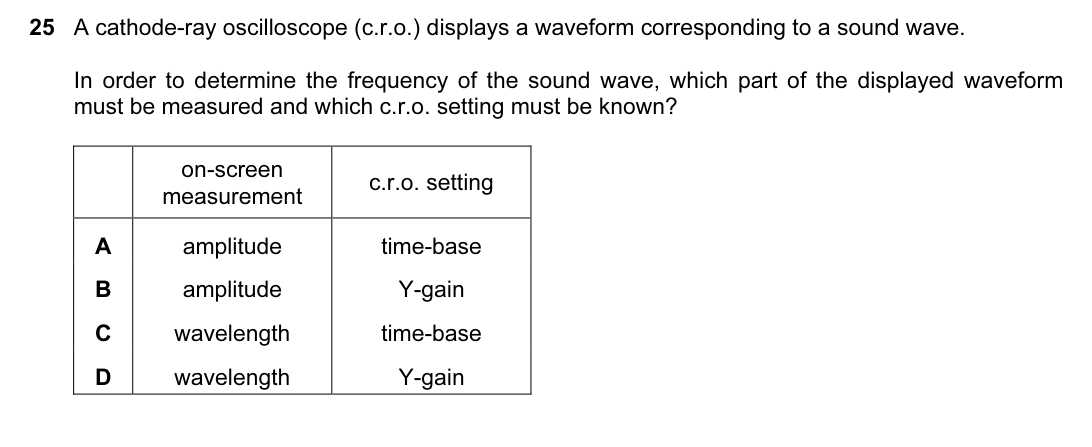 25 A cathode-ray oscilloscope (c.r.o.) displays a waveform corresponding to a sound wave.
In order to determine the frequency of the sound wave, which part of the displayed waveform
must be measured and which c.r.o. setting must be known?
on-screen
measurement
c.r.o. setting
A amplitude time-base
B amplitude Y-gain
C wavelength time-base
D wavelength Y-gain